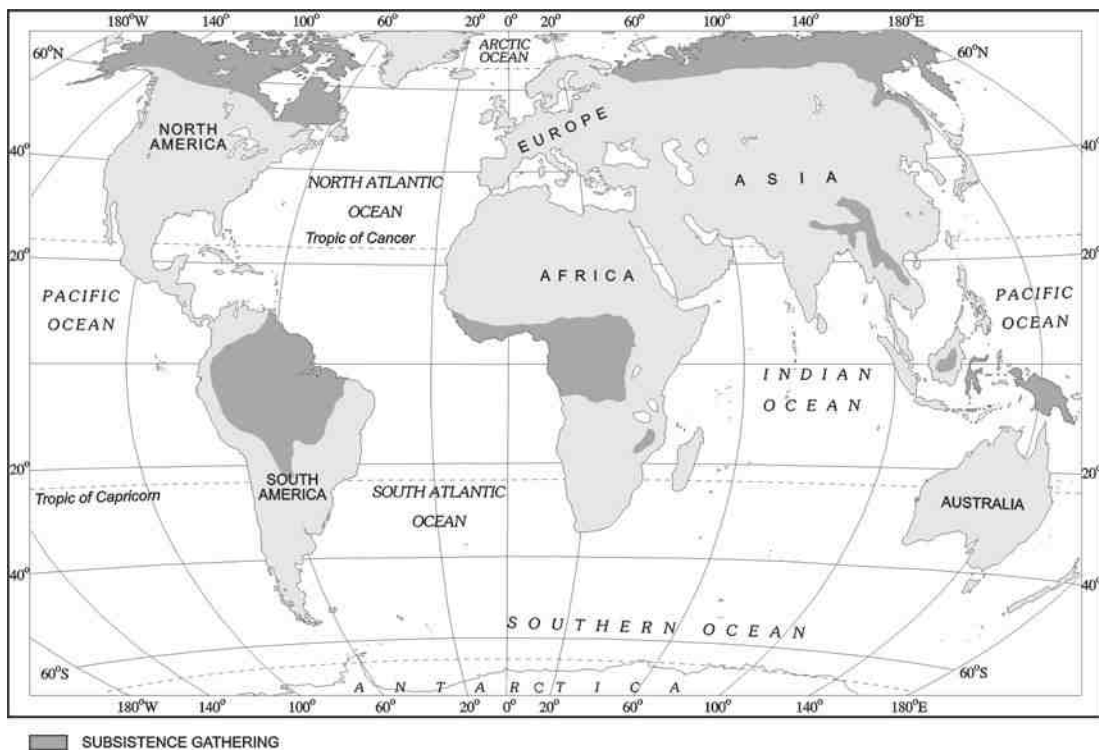 180°W 140° 100° 60° 20° 0° 20° 60° 100° 140° 180°E
60°N
ARCTIC
OCEAN
60°N
NORTH
AMERICA
EUROPE
40°
40°
ASIA
NORTH ATLANTIC
OCEAN
Tropic of Cancer
20°
20°
AFRICA
PACIFIC
OCEAN
PACIFIC
OCEAN
0°
0°
INDIAN
OCEAN
20°
20°
SOUTH
AMERICA
Tropic of Capricorn
SOUTH ATLANTIC
OCEAN
AUSTRALIA
40°
40°
SOUTHERN OCEAN
60°S
60°S
ANTARCTICA
180°W 140° 100° 60° 20° 0° 20° 60° 100° 140° 180°E
SUBSISTENCE GATHERING